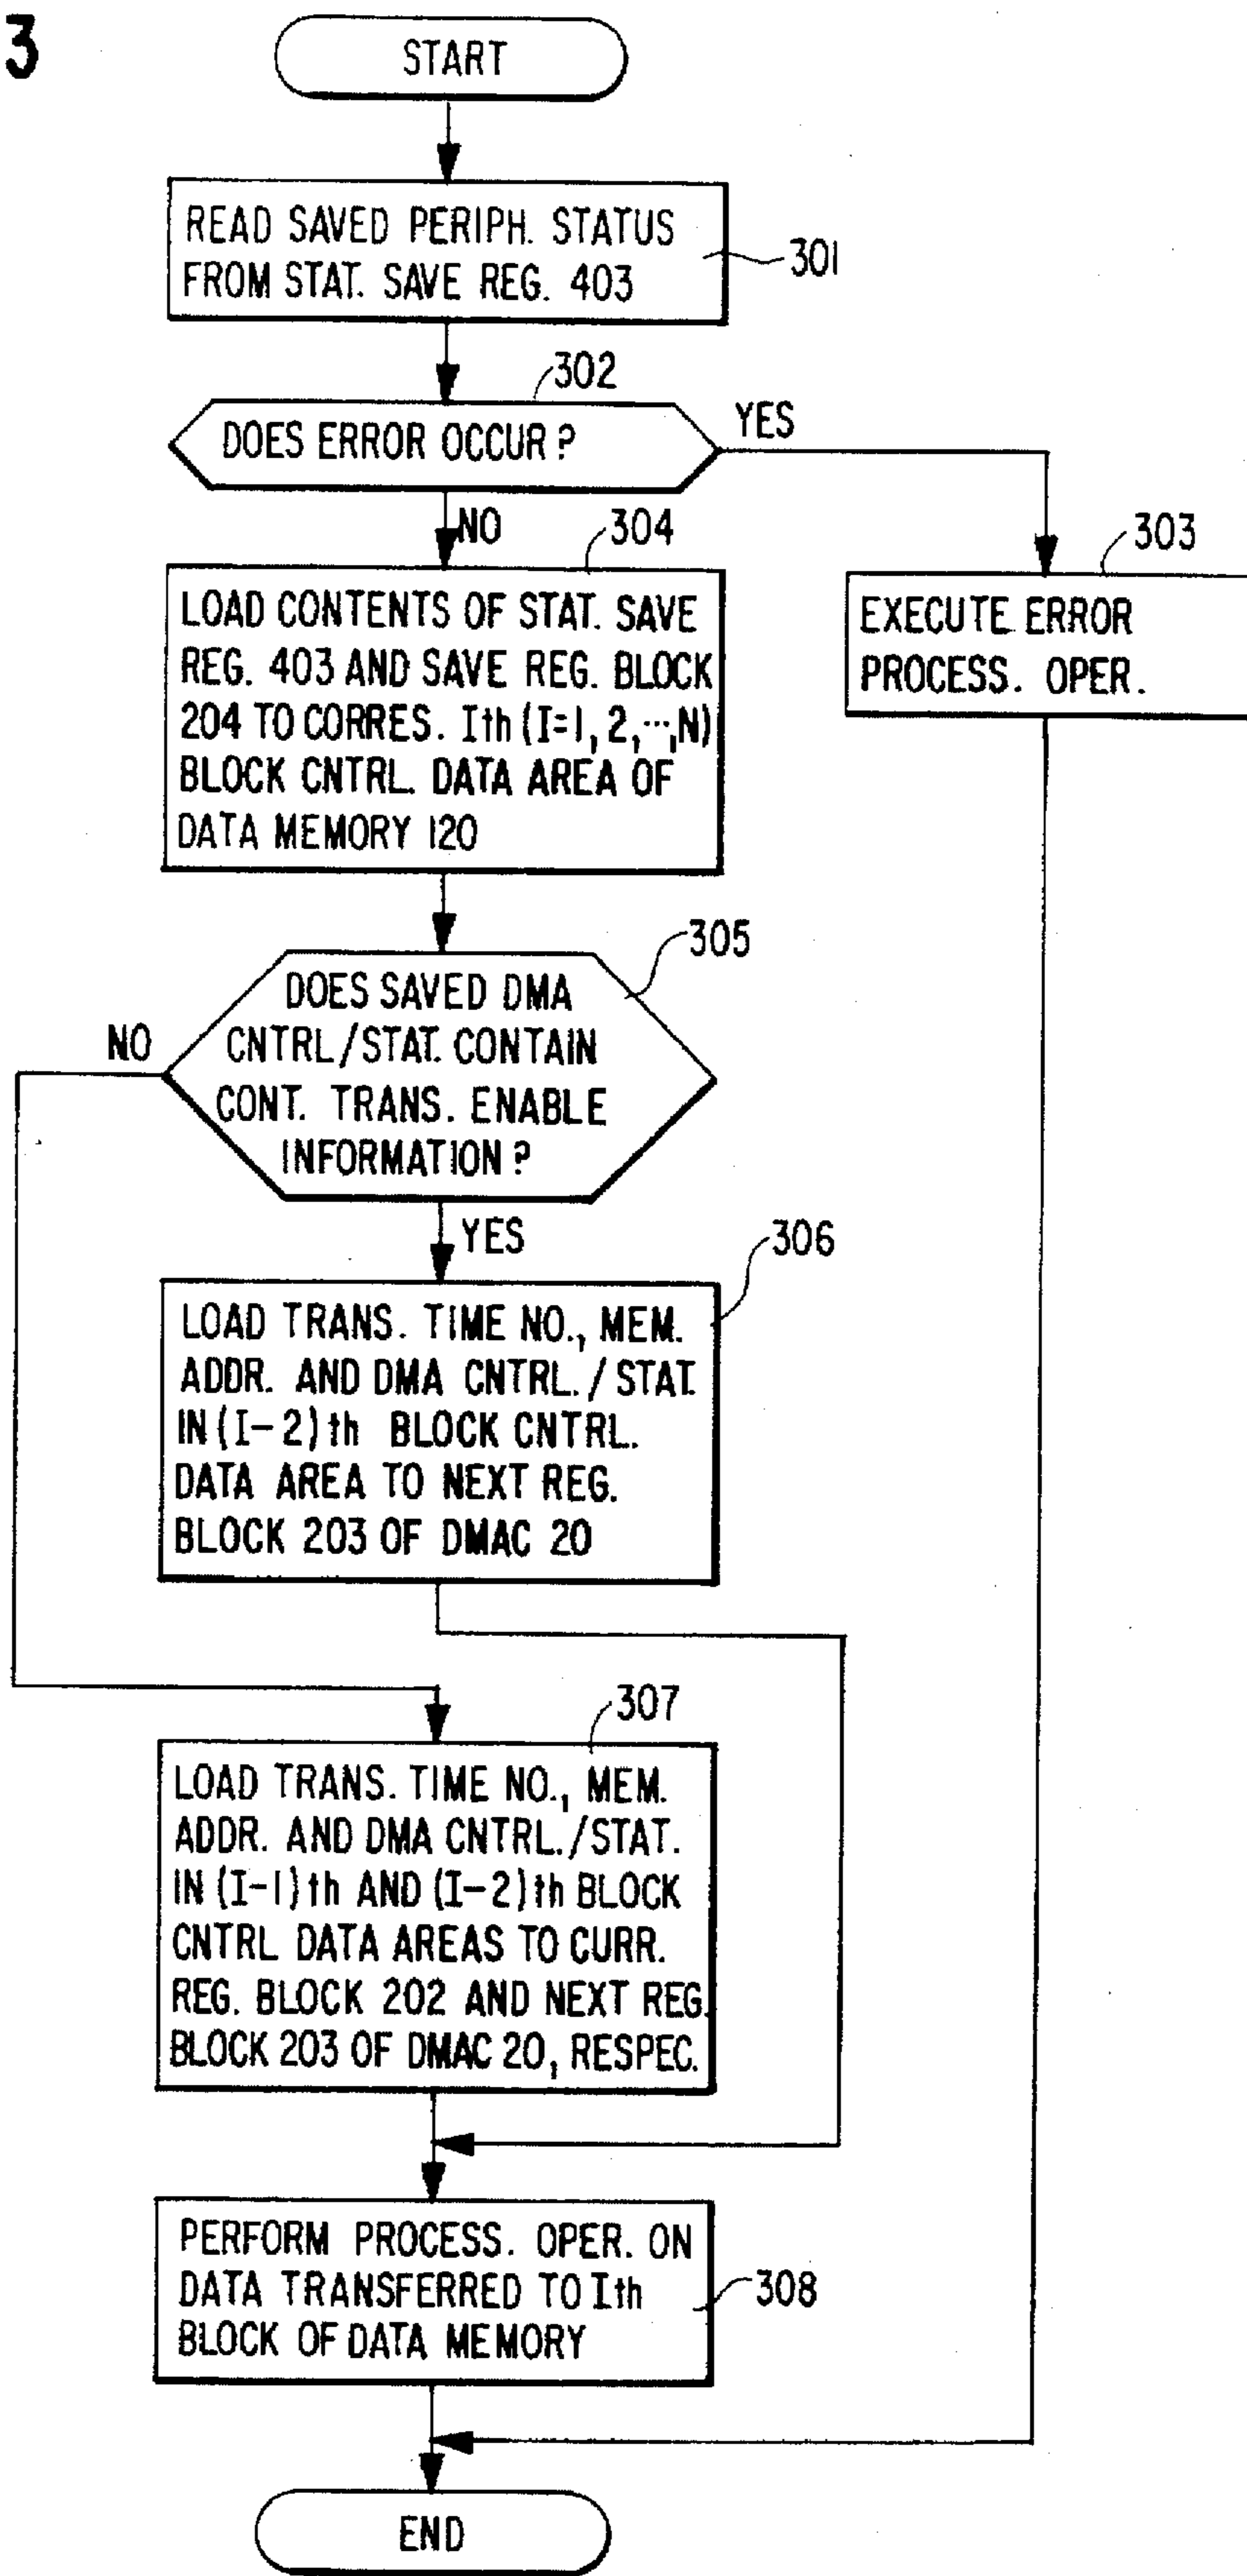 3
START
READ SAVED PERIPH. STATUS
FROM STAT. SAVE REG. 403
301
302
DOES ERROR OCCUR?
YES
NO
304
303
LOAD CONTENTS OF STAT. SAVE
REG. 403 AND SAVE REG. BLOCK
204 TO CORRES. Ith (I=1, 2, ···, N)
BLOCK CNTRL. DATA AREA OF
DATA MEMORY 120
EXECUTE ERROR
PROCESS. OPER.
305
DOES SAVED DMA
CNTRL/STAT. CONTAIN
CONT. TRANS. ENABLE
INFORMATION?
NO
YES
306
LOAD TRANS. TIME NO., MEM.
ADDR. AND DMA CNTRL./STAT.
IN (I-2)th BLOCK CNTRL.
DATA AREA TO NEXT REG.
BLOCK 203 OF DMAC 20
307
LOAD TRANS. TIME NO., MEM.
ADDR. AND DMA CNTRL./STAT.
IN (I-1)th AND (I-2)th BLOCK
CNTRL DATA AREAS TO CURR.
REG. BLOCK 202 AND NEXT REG.
BLOCK 203 OF DMAC 20, RESPEC.
PERFORM PROCESS. OPER. ON
DATA TRANSFERRED TO Ith
BLOCK OF DATA MEMORY
308
END